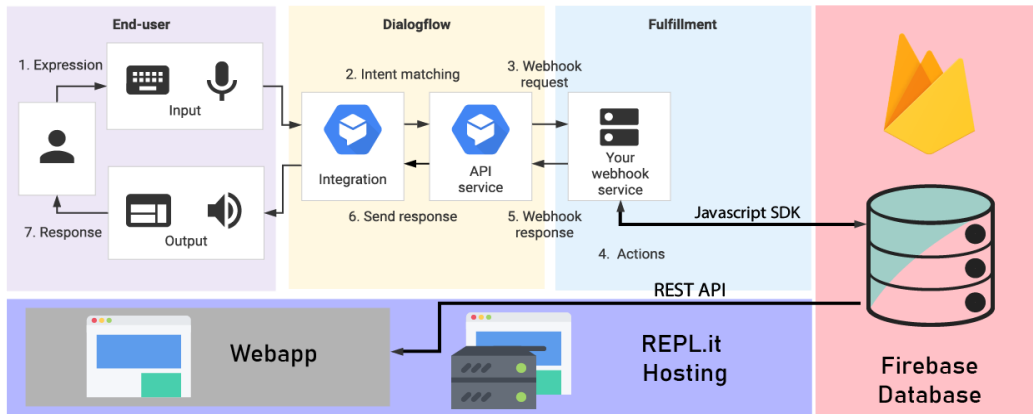 End-user
Dialogflow
Fulfillment
1. Expression
Input
2. Intent matching
3. Webhook
request
Integration
API
service
Your
webhook
service
7. Response
Output
6. Send response
5. Webhook
response
4. Actions
Javascript SDK
REST API
Webapp
REPL.it
Hosting
Firebase
Database